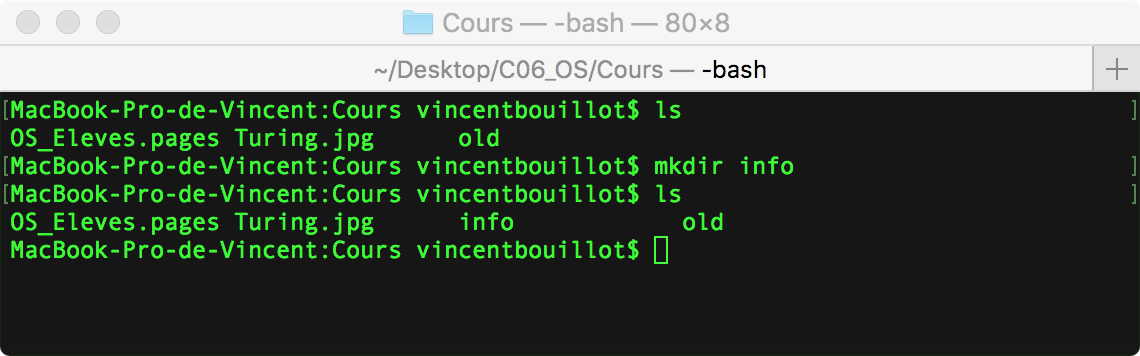 Cours — -bash — 80×8
~/Desktop/C06_OS/Cours — -bash +
[MacBook-Pro-de-Vincent:Cours vincentbouillot$ ls ]
OS_Eleves.pages Turing.jpg old
[MacBook-Pro-de-Vincent:Cours vincentbouillot$ mkdir info ]
[MacBook-Pro-de-Vincent:Cours vincentbouillot$ ls ]
OS_Eleves.pages Turing.jpg info old
MacBook-Pro-de-Vincent:Cours vincentbouillot$